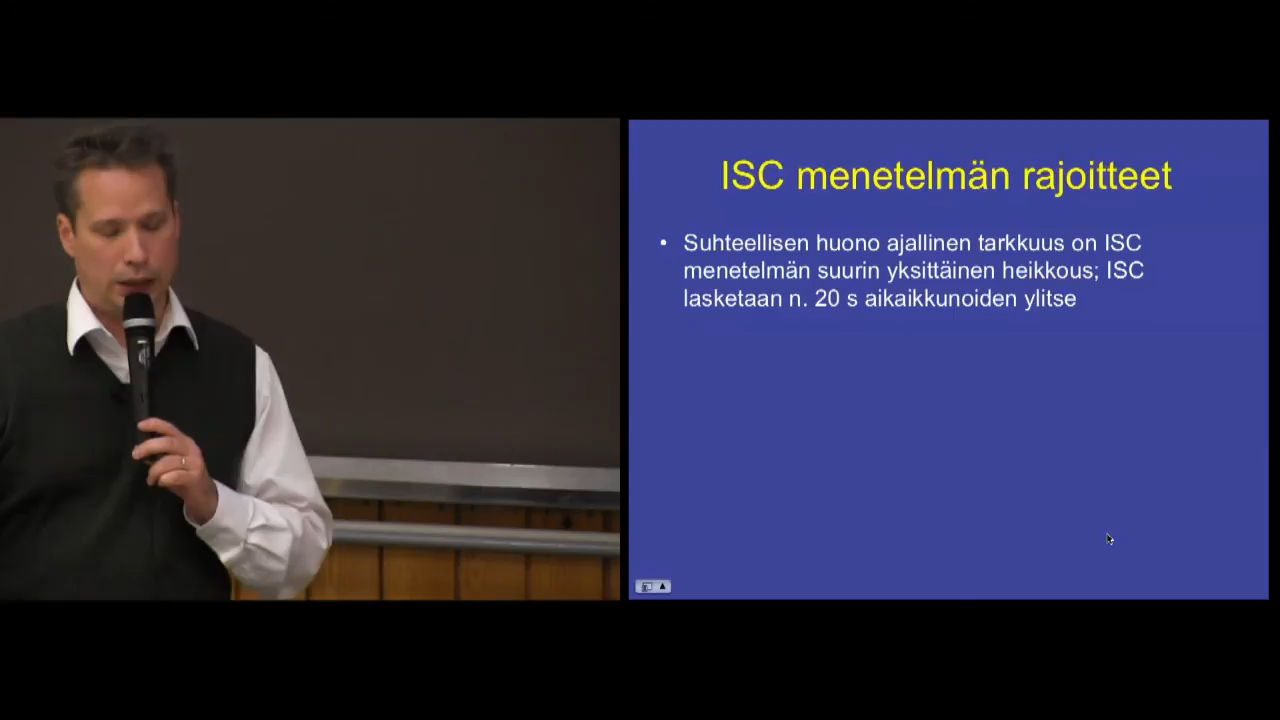 ISC menetelmän rajoitteet
• Suhteellisen huono ajallinen tarkkuus on ISC
menetelmän suurin yksittäinen heikkous; ISC
lasketaan n. 20 s aikaikkunoiden ylitse